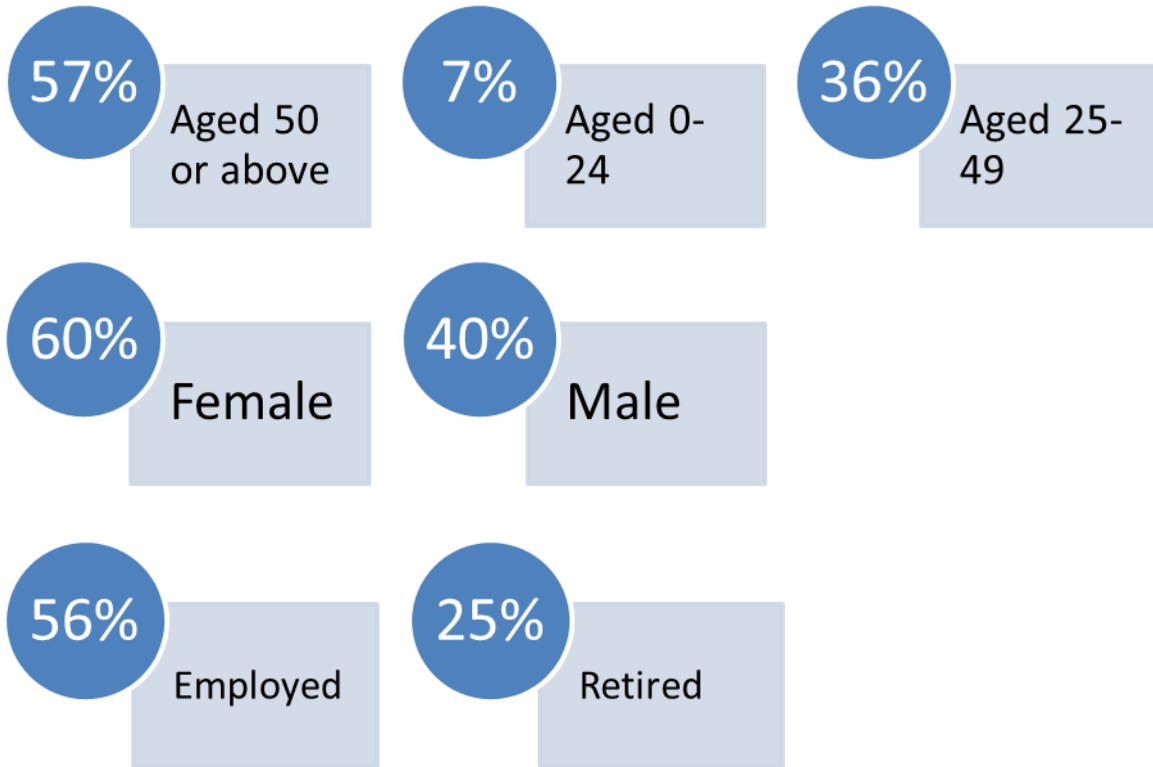 57%
Aged 50
or above
7%
Aged 0-
24
36%
Aged 25-
49
60%
Female
40%
Male
56%
Employed
25%
Retired